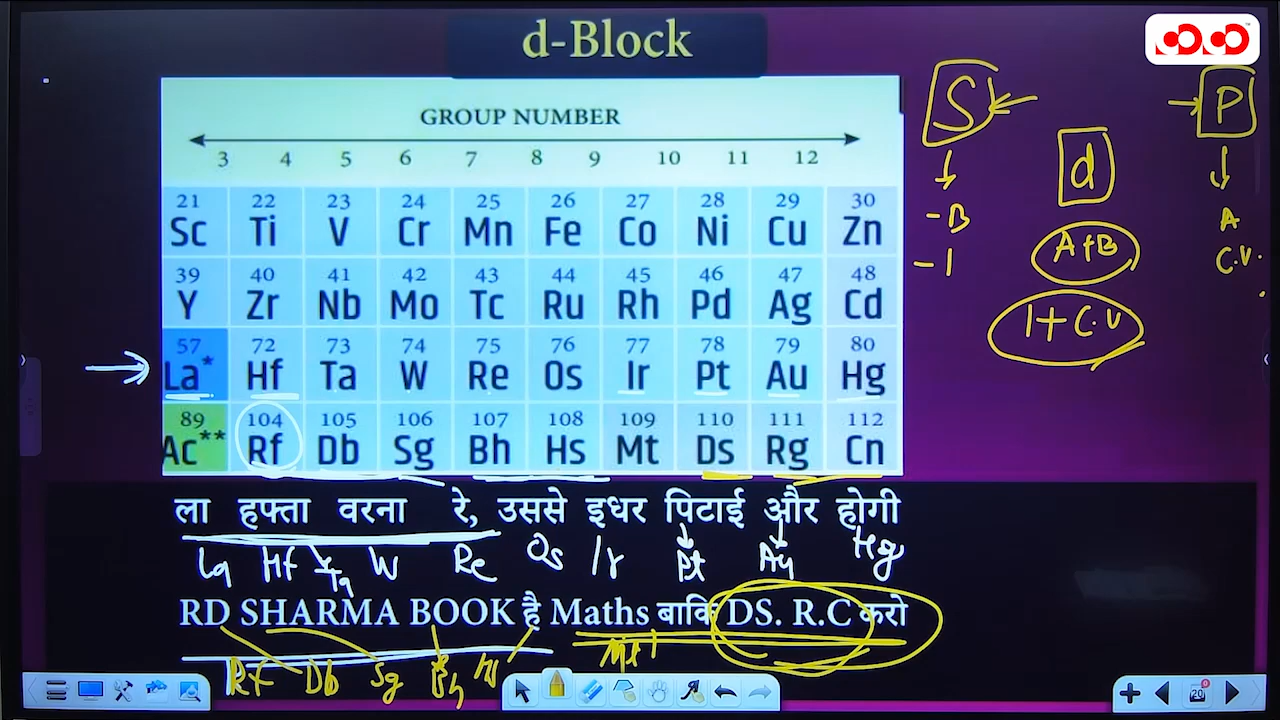 d-Block
GROUP NUMBER
3 4 5 6 7 8 9 10 11 12
21 22 23 24 25 26 27 28 29 30
Sc Ti V Cr Mn Fe Co Ni Cu Zn
39 40 41 42 43 44 45 46 47 48
Y Zr Nb Mo Tc Ru Rh Pd Ag Cd
57 72 73 74 75 76 77 78 79 80
La* Hf Ta W Re Os Ir Pt Au Hg
89 104 105 106 107 108 109 110 111 112
Ac** Rf Db Sg Bh Hs Mt Ds Rg Cn
S
P
d
-B
A
A+B
-1
C.V.
1+C.V
ला हफ्ता वरना रे, उससे इधर पिटाई और होगी
La Hf Ta W Re Os Ir Pt Au Hg
RD SHARMA BOOK है Maths बाकि DS. R.C करो
Rf Db Sg Bh Hs Mt
20